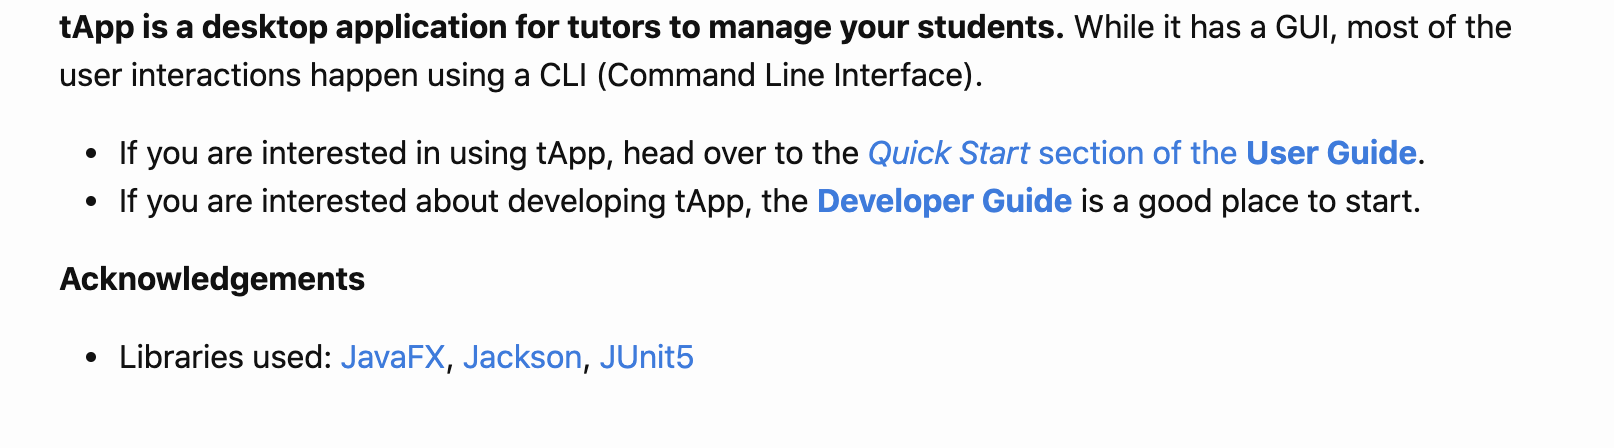 tApp is a desktop application for tutors to manage your students. While it has a GUI, most of the
user interactions happen using a CLI (Command Line Interface).
• If you are interested in using tApp, head over to the Quick Start section of the User Guide.
• If you are interested about developing tApp, the Developer Guide is a good place to start.
Acknowledgements
• Libraries used: JavaFX, Jackson, JUnit5